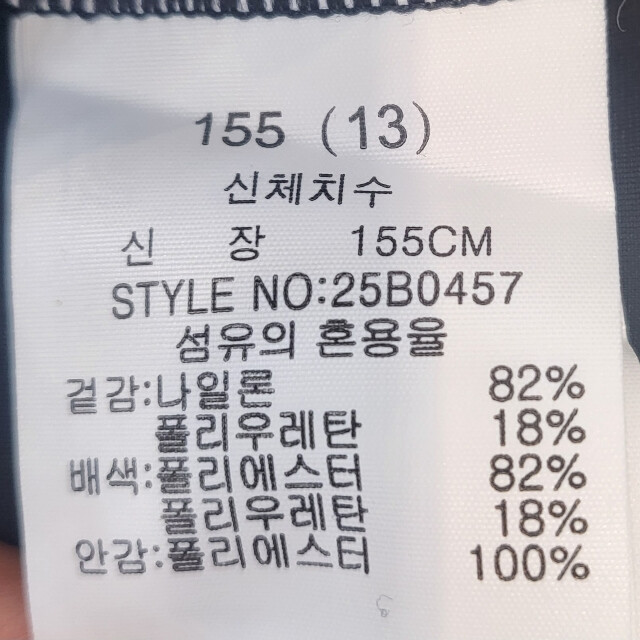 155 (13)
신체치수
신 장 155CM
STYLE NO:25B0457
섬유의 혼용율
겉감:나일론 82%
폴리우레탄 18%
배색:폴리에스터 82%
폴리우레탄 18%
안감:폴리에스터 100%